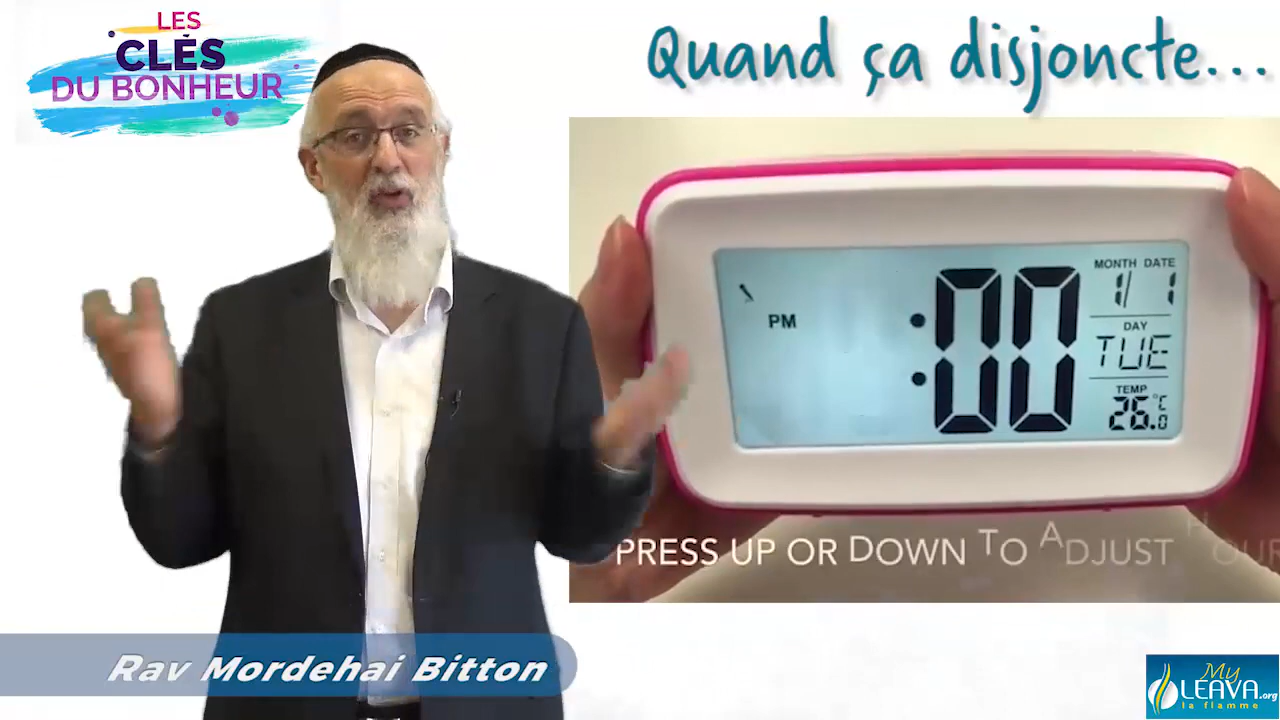 LES
CLÉS
DU BONHEUR
Quand ça disjoncte...
MONTH DATE
1/ 1
PM
:00
DAY
TUE
TEMP
26.0°C
PRESS UP OR DOWN TO ADJUST HOUR
Rav Mordehai Bitton
My
LEAVA.org
la flamme